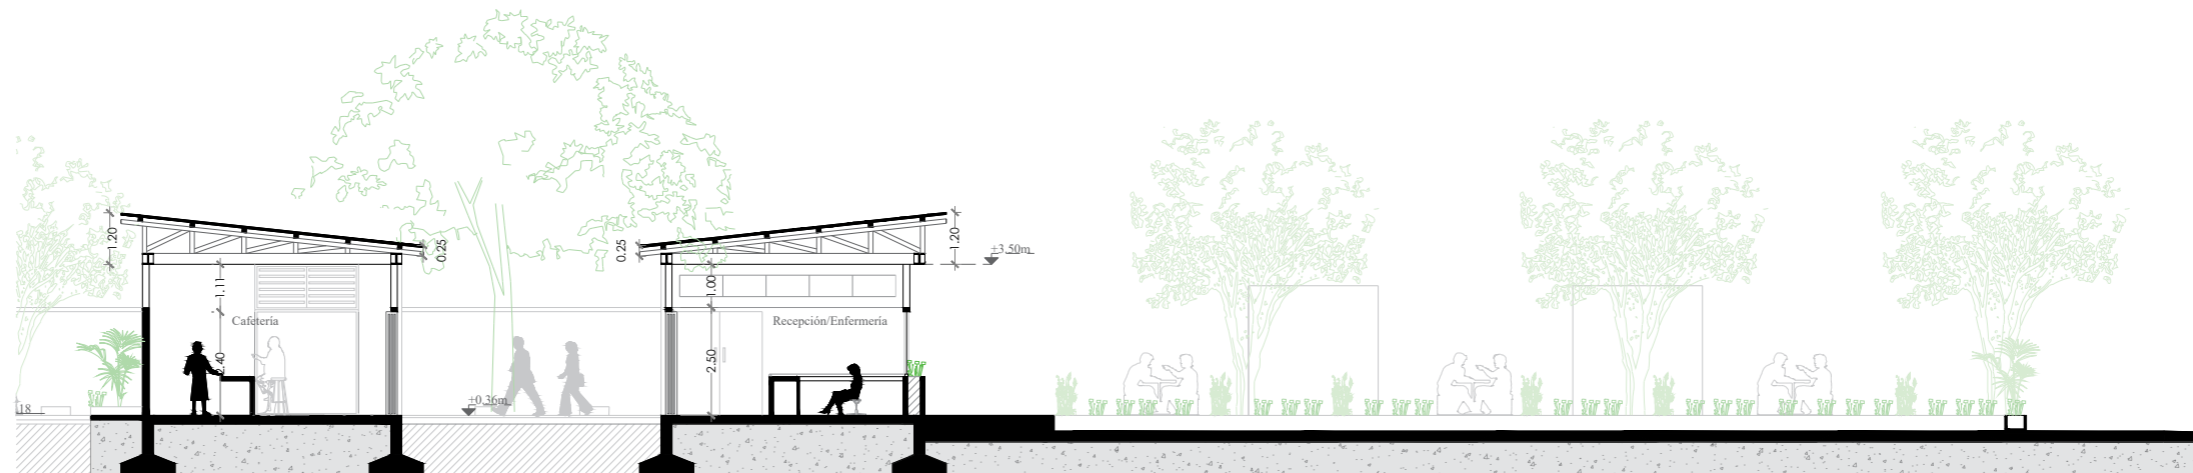 1.20
0.25
0.25
1.20
+3.50m
1.11
1.00
Cafetería
Recepción/Enfermería
2.40
2.50
+0.36m
.18